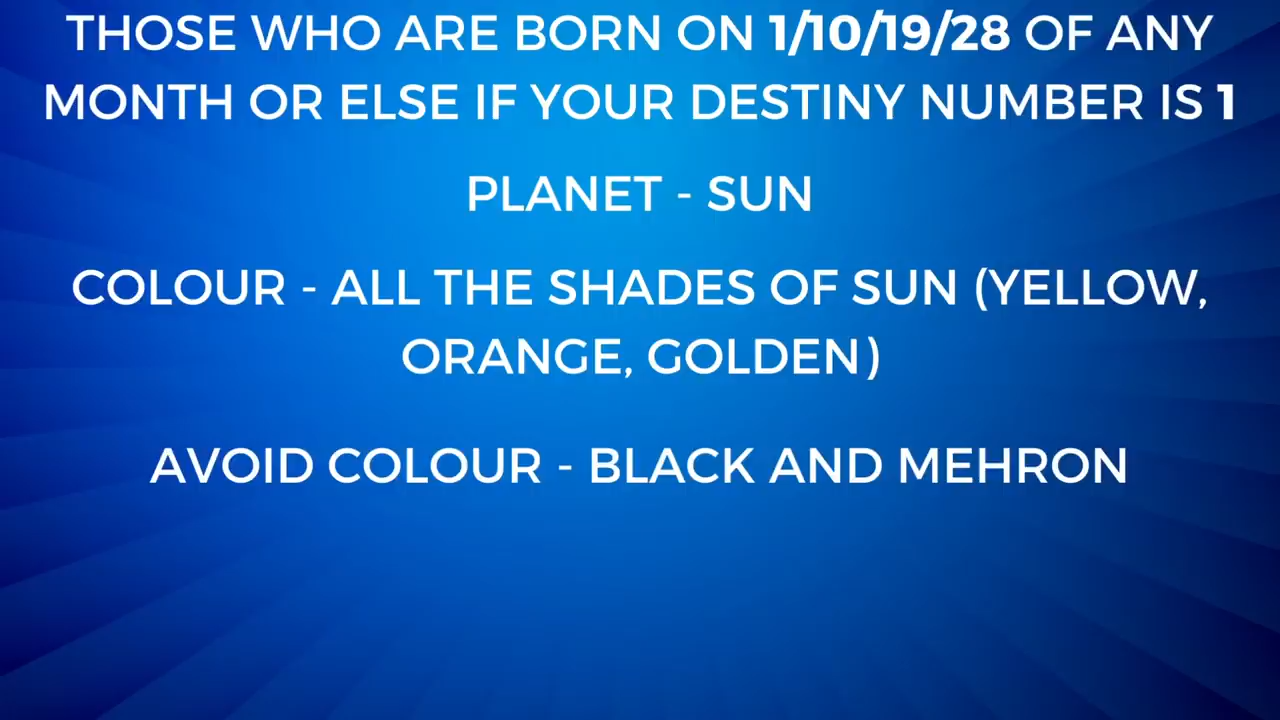 THOSE WHO ARE BORN ON 1/10/19/28 OF ANY
MONTH OR ELSE IF YOUR DESTINY NUMBER IS 1
PLANET - SUN
COLOUR - ALL THE SHADES OF SUN (YELLOW,
ORANGE, GOLDEN)
AVOID COLOUR - BLACK AND MEHRON